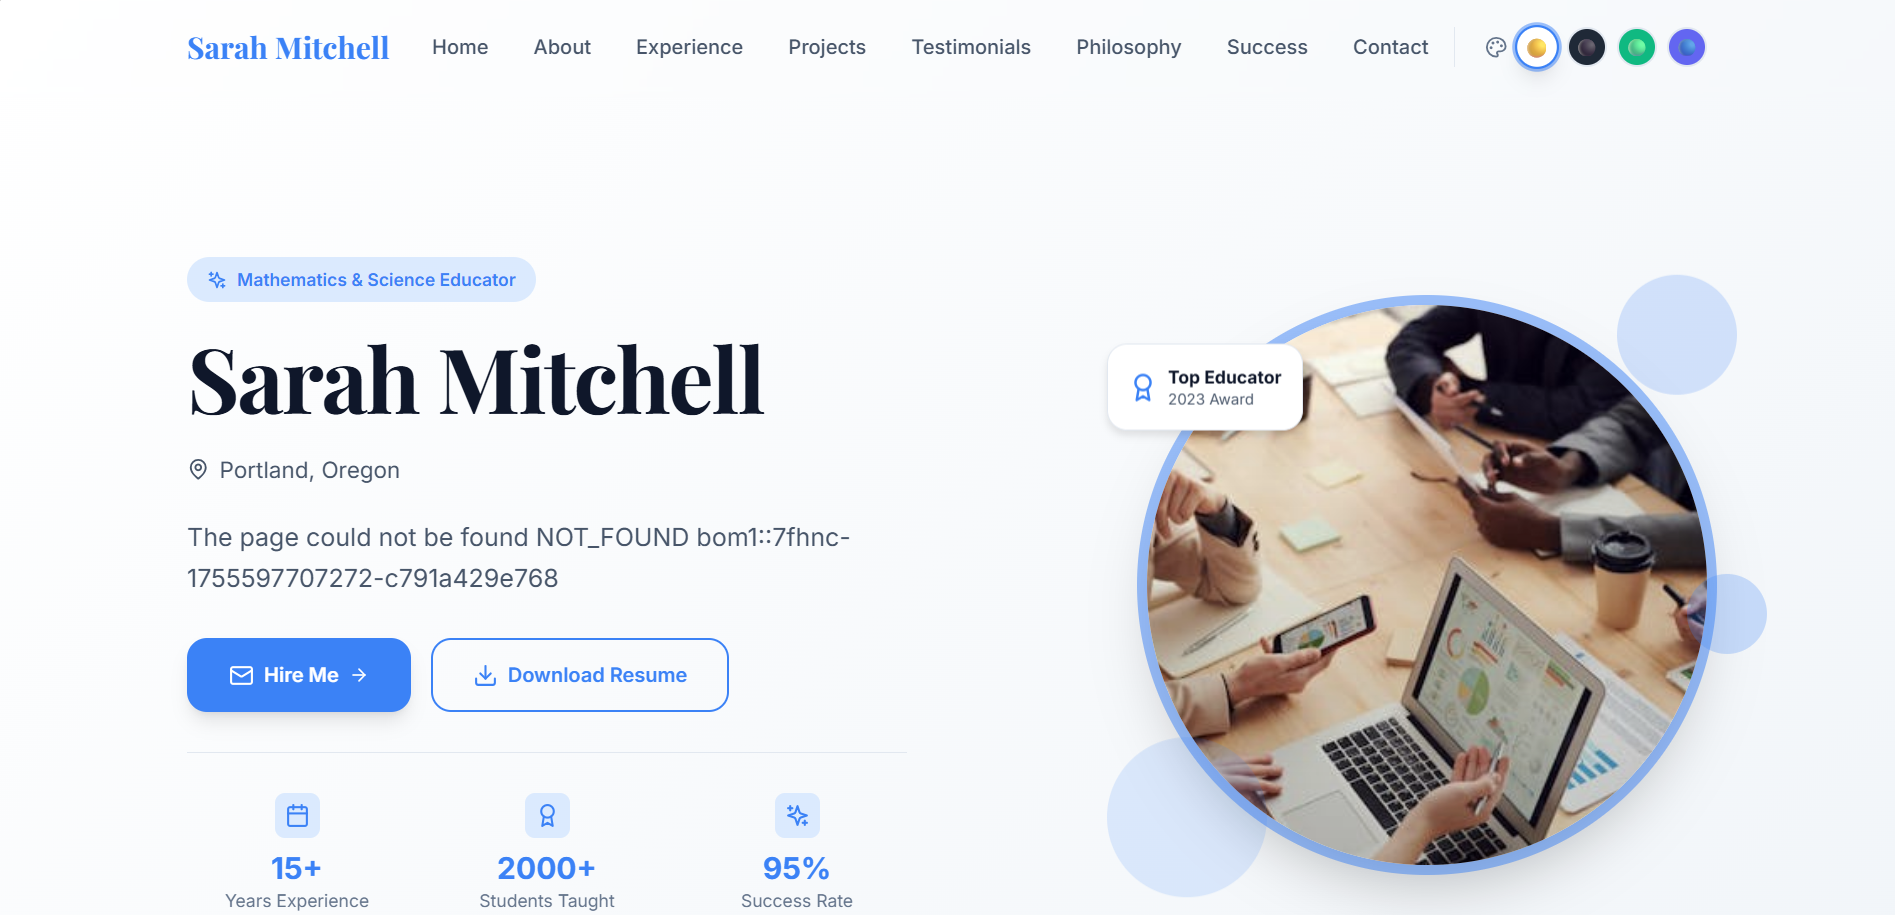 Sarah Mitchell
Home
About
Experience
Projects
Testimonials
Philosophy
Success
Contact
Mathematics & Science Educator
Sarah Mitchell
Portland, Oregon
The page could not be found NOT_FOUND bom1::7fhnc-
1755597707272-c791a429e768
Hire Me
Download Resume
15+
Years Experience
2000+
Students Taught
95%
Success Rate
Top Educator
2023 Award